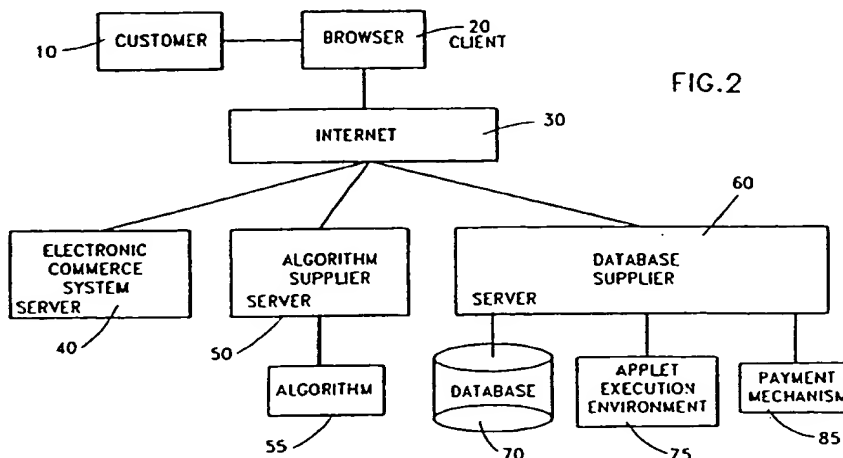 10
CUSTOMER
BROWSER
20
CLIENT
FIG.2
INTERNET
30
60
ELECTRONIC
COMMERCE
SYSTEM
SERVER
40
ALGORITHM
SUPPLIER
SERVER
50
DATABASE
SUPPLIER
SERVER
ALGORITHM
55
DATABASE
70
APPLET
EXECUTION
ENVIRONMENT
75
PAYMENT
MECHANISM
85